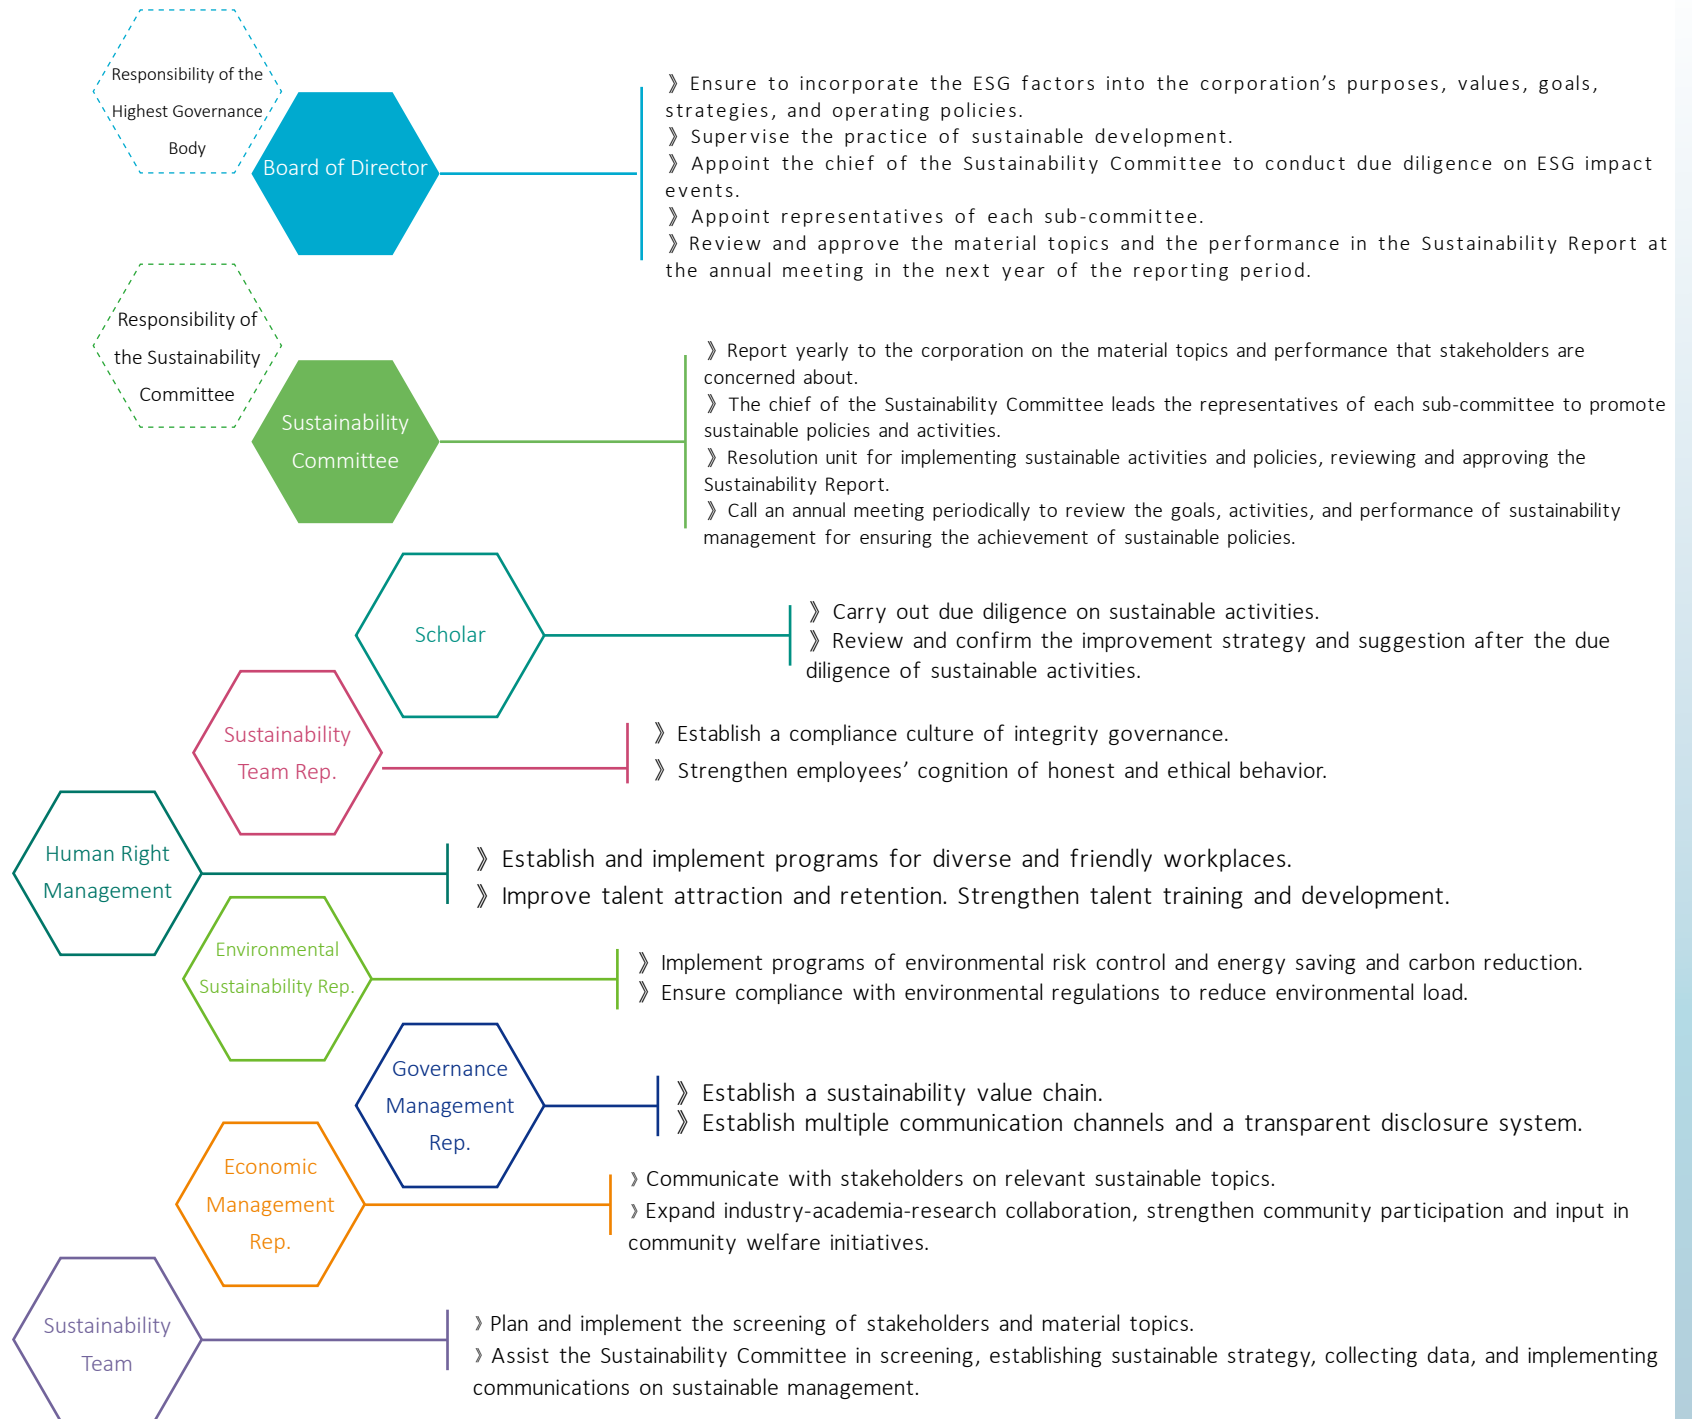 Responsibility of the
Highest Governance
Body
Board of Director
》Ensure to incorporate the ESG factors into the corporation’s purposes, values, goals,
strategies, and operating policies.
》Supervise the practice of sustainable development.
》Appoint the chief of the Sustainability Committee to conduct due diligence on ESG impact
events.
》Appoint representatives of each sub-committee.
》Review and approve the material topics and the performance in the Sustainability Report at
the annual meeting in the next year of the reporting period.
Responsibility of
the Sustainability
Committee
Sustainability
Committee
》Report yearly to the corporation on the material topics and performance that stakeholders are
concerned about.
》The chief of the Sustainability Committee leads the representatives of each sub-committee to promote
sustainable policies and activities.
》Resolution unit for implementing sustainable activities and policies, reviewing and approving the
Sustainability Report.
》Call an annual meeting periodically to review the goals, activities, and performance of sustainability
management for ensuring the achievement of sustainable policies.
Scholar
》Carry out due diligence on sustainable activities.
》Review and confirm the improvement strategy and suggestion after the due
diligence of sustainable activities.
Sustainability
Team Rep.
》Establish a compliance culture of integrity governance.
》Strengthen employees’ cognition of honest and ethical behavior.
Human Right
Management
》Establish and implement programs for diverse and friendly workplaces.
》Improve talent attraction and retention. Strengthen talent training and development.
Environmental
Sustainability Rep.
》Implement programs of environmental risk control and energy saving and carbon reduction.
》Ensure compliance with environmental regulations to reduce environmental load.
Governance
Management
Rep.
》Establish a sustainability value chain.
》Establish multiple communication channels and a transparent disclosure system.
Economic
Management
Rep.
》Communicate with stakeholders on relevant sustainable topics.
》Expand industry-academia-research collaboration, strengthen community participation and input in
community welfare initiatives.
Sustainability
Team
》Plan and implement the screening of stakeholders and material topics.
》Assist the Sustainability Committee in screening, establishing sustainable strategy, collecting data, and implementing
communications on sustainable management.